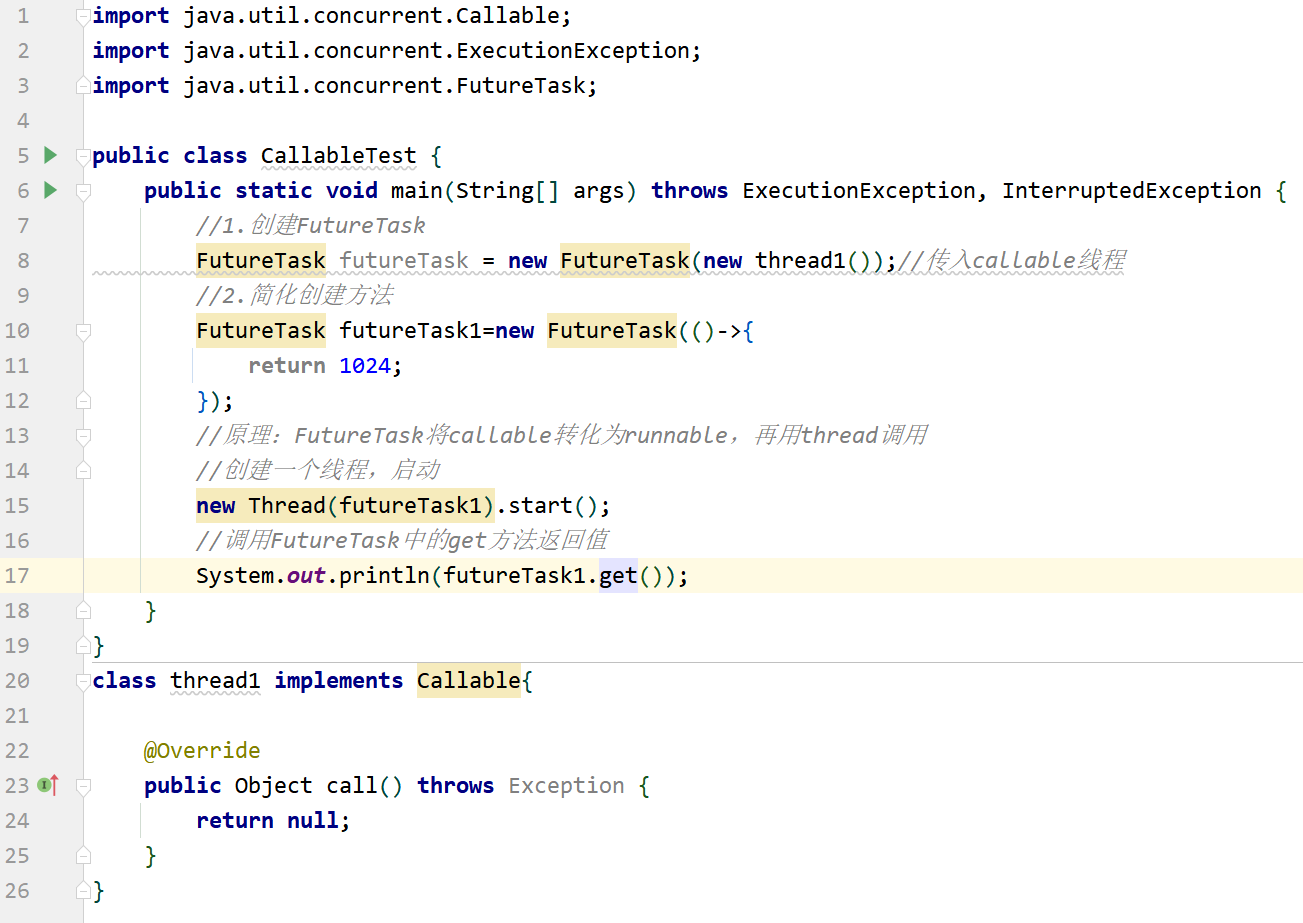 1 import java.util.concurrent.Callable;
2 import java.util.concurrent.ExecutionException;
3 import java.util.concurrent.FutureTask;
4
5 public class CallableTest {
6 public static void main(String[] args) throws ExecutionException, InterruptedException {
7 //1.创建FutureTask
8 FutureTask futureTask = new FutureTask(new thread1());//传入callable线程
9 //2.简化创建方法
10 FutureTask futureTask1=new FutureTask(()->{
11 return 1024;
12 });
13 //原理：FutureTask将callable转化为runnable，再用thread调用
14 //创建一个线程，启动
15 new Thread(futureTask1).start();
16 //调用FutureTask中的get方法返回值
17 System.out.println(futureTask1.get());
18 }
19 }
20 class thread1 implements Callable{
21
22 @Override
23 public Object call() throws Exception {
24 return null;
25 }
26 }